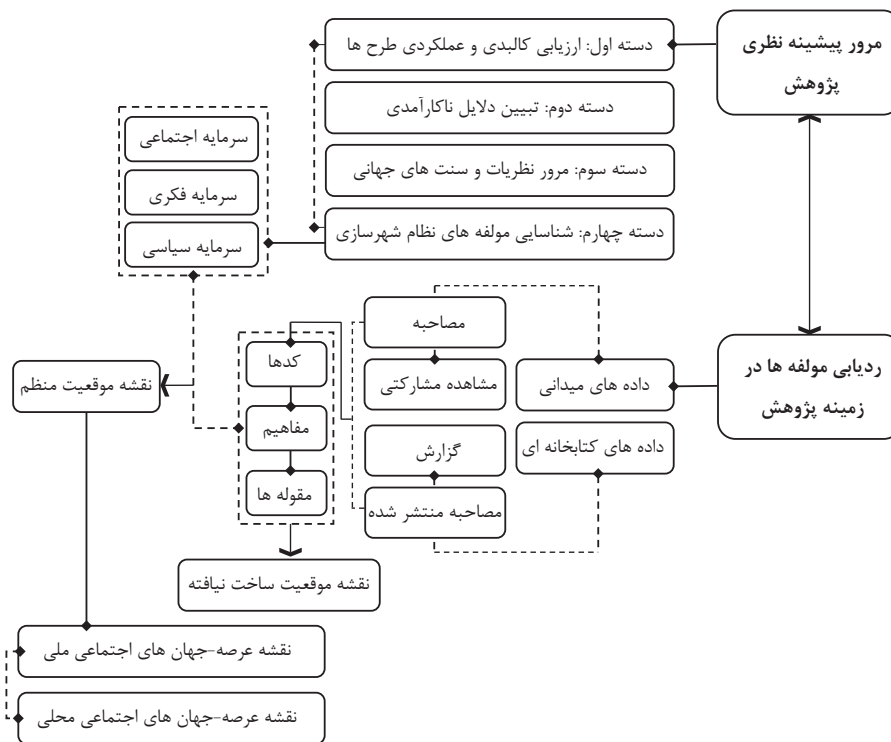 مرور پیشینه نظری
پژوهش
دسته اول: ارزیابی کالبدی و عملکردی طرح ها
دسته دوم: تبیین دلایل ناکارآمدی
دسته سوم: مرور نظریات و سنت های جهانی
دسته چهارم: شناسایی مولفه های نظام شهرسازی
سرمایه اجتماعی
سرمایه فکری
سرمایه سیاسی
ردیابی مولفه ها در
زمینه پژوهش
داده های میدانی
داده های کتابخانه ای
مصاحبه
مشاهده مشارکتی
گزارش
مصاحبه منتشر شده
کدها
مفاهیم
مقوله ها
نقشه موقعیت منظم
نقشه موقعیت ساخت نیافته
نقشه عرصه-جهان های اجتماعی ملی
نقشه عرصه-جهان های اجتماعی محلی